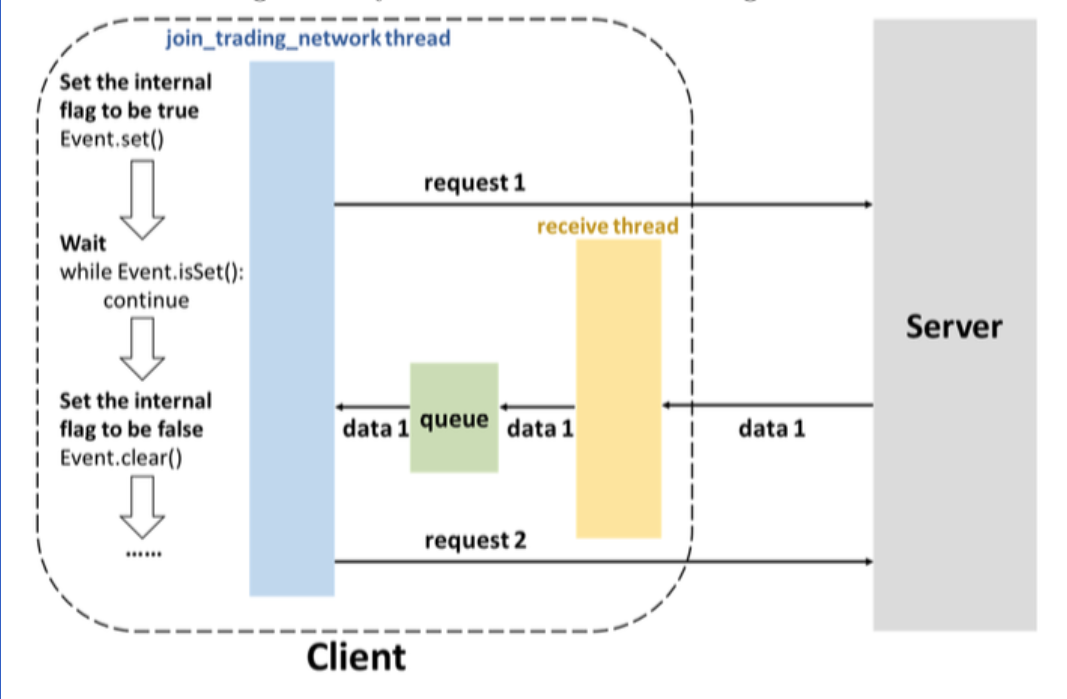 join_trading_network thread
Set the internal
flag to be true
Event.set()
request 1
receive thread
Wait
while Event.isSet():
continue
Server
Set the internal
flag to be false
Event.clear()
data 1
queue
data 1
data 1
request 2
......
Client